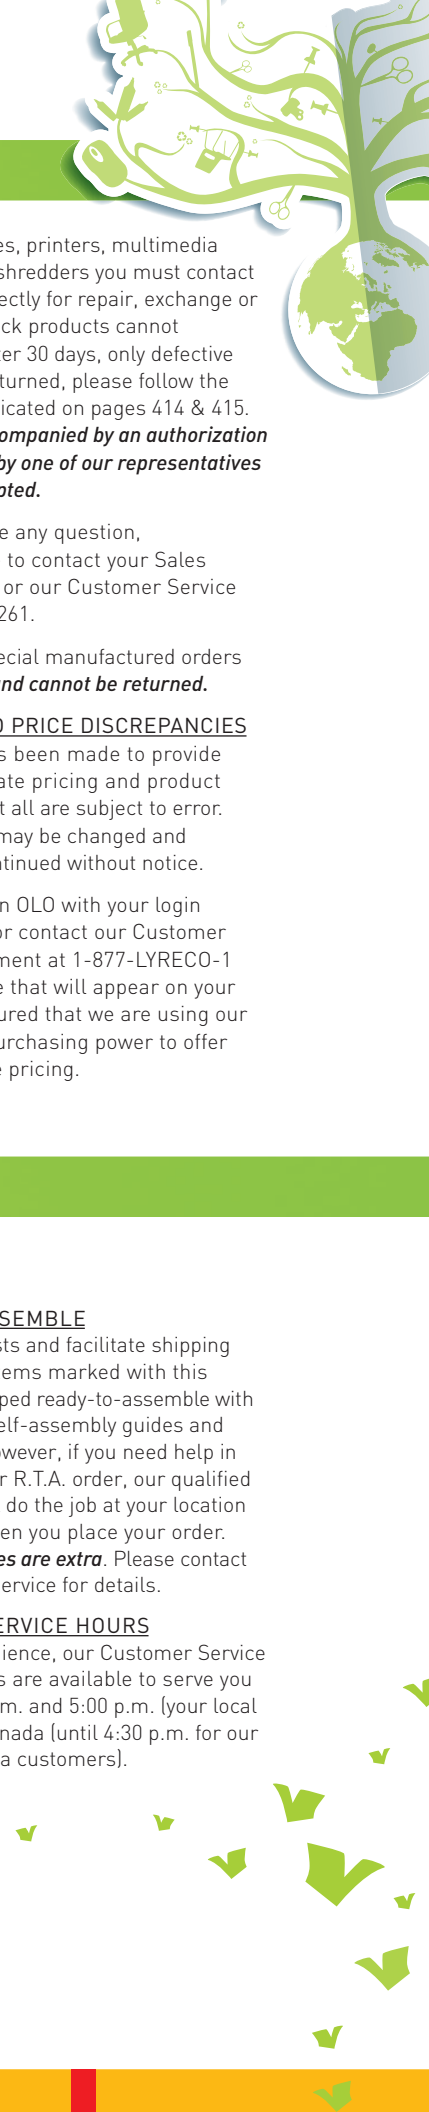 es, printers, multimedia
shredders you must contact
ectly for repair, exchange or
ck products cannot
ter 30 days, only defective
turned, please follow the
icated on pages 414 & 415.
ompanied by an authorization
by one of our representatives
pted.
e any question,
to contact your Sales
or our Customer Service
261.
ecial manufactured orders
and cannot be returned.
D PRICE DISCREPANCIES
s been made to provide
ate pricing and product
t all are subject to error.
may be changed and
ntinued without notice.
n OLO with your login
or contact our Customer
ment at 1-877-LYRECO-1
e that will appear on your
ured that we are using our
urchasing power to offer
e pricing.
SEMBLE
sts and facilitate shipping
ems marked with this
ped ready-to-assemble with
elf-assembly guides and
owever, if you need help in
r R.T.A. order, our qualified
do the job at your location
en you place your order.
es are extra. Please contact
ervice for details.
ERVICE HOURS
ience, our Customer Service
s are available to serve you
m. and 5:00 p.m. (your local
nada (until 4:30 p.m. for our
a customers).